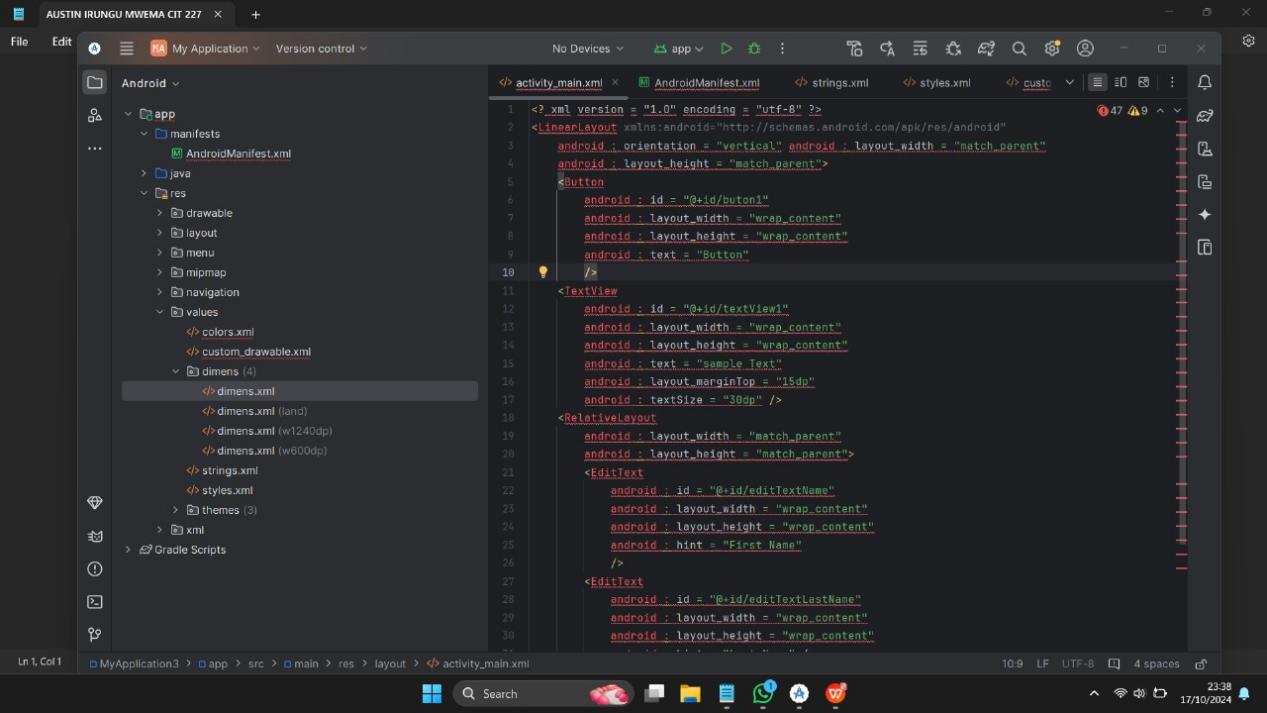 AUSTIN IRUNGU MWEMA CIT 227
File Edit
MA My Application Version control No Devices app
Android
app
manifests
AndroidManifest.xml
java
res
drawable
layout
menu
mipmap
navigation
values
colors.xml
custom_drawable.xml
dimens (4)
dimens.xml
dimens.xml (land)
dimens.xml (w1240dp)
dimens.xml (w600dp)
strings.xml
styles.xml
themes (3)
xml
Gradle Scripts
activity_main.xml AndroidManifest.xml strings.xml styles.xml custo
47 9
1 <? xml version = "1.0" encoding = "utf-8" ?>
2 <LinearLayout xmlns:android="http://schemas.android.com/apk/res/android"
3 android : orientation = "vertical" android : layout_width = "match_parent"
4 android : layout_height = "match_parent">
5 <Button
6 android : id = "@+id/buton1"
7 android : layout_width = "wrap_content"
8 android : layout_height = "wrap_content"
9 android : text = "Button"
10 />
11 <TextView
12 android : id = "@+id/textView1"
13 android : layout_width = "wrap_content"
14 android : layout_height = "wrap_content"
15 android : text = "sample Text"
16 android : layout_marginTop = "15dp"
17 android : textSize = "30dp" />
18 <RelativeLayout
19 android : layout_width = "match_parent"
20 android : layout_height = "match_parent">
21 <EditText
22 android : id = "@+id/editTextName"
23 android : layout_width = "wrap_content"
24 android : layout_height = "wrap_content"
25 android : hint = "First Name"
26 />
27 <EditText
28 android : id = "@+id/editTextLastName"
29 android : layout_width = "wrap_content"
30 android : layout_height = "wrap_content"
Ln 1, Col 1
MyApplication3 > app > src > main > res > layout > activity_main.xml 10:9 LF UTF-8 4 spaces
Search
1
23:38
17/10/2024